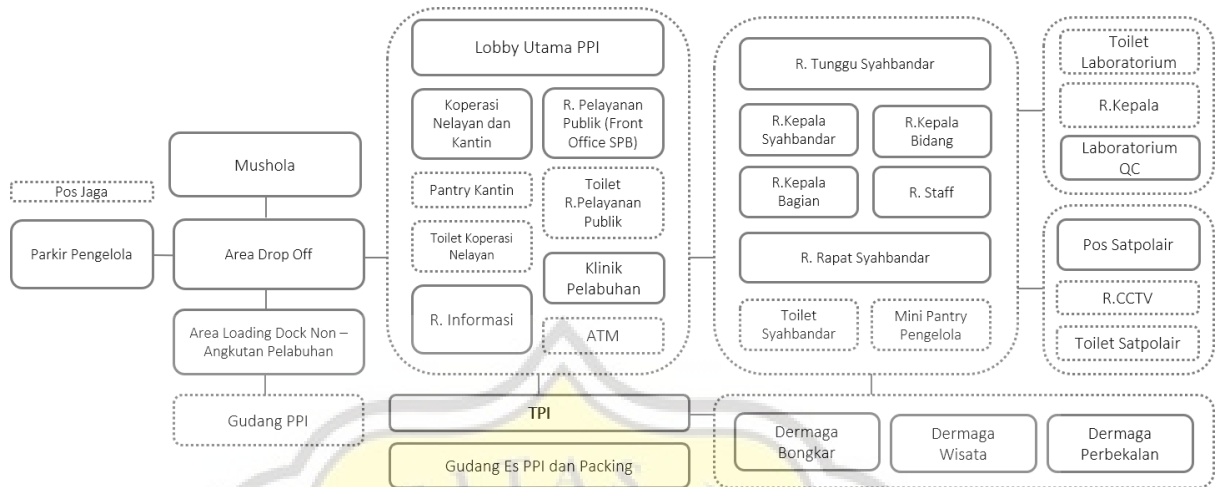 Pos Jaga
Parkir Pengelola
Mushola
Area Drop Off
Area Loading Dock Non –
Angkutan Pelabuhan
Gudang PPI
Lobby Utama PPI
Koperasi
Nelayan dan
Kantin
R. Pelayanan
Publik (Front
Office SPB)
Pantry Kantin
Toilet
R.Pelayanan
Publik
Toilet Koperasi
Nelayan
Klinik
Pelabuhan
R. Informasi
ATM
TPI
Gudang Es PPI dan Packing
R. Tunggu Syahbandar
R.Kepala
Syahbandar
R.Kepala
Bidang
R.Kepala
Bagian
R. Staff
R. Rapat Syahbandar
Toilet
Syahbandar
Mini Pantry
Pengelola
Dermaga
Bongkar
Dermaga
Wisata
Dermaga
Perbekalan
Toilet
Laboratorium
R.Kepala
Laboratorium
QC
Pos Satpolair
R.CCTV
Toilet Satpolair
ITAS